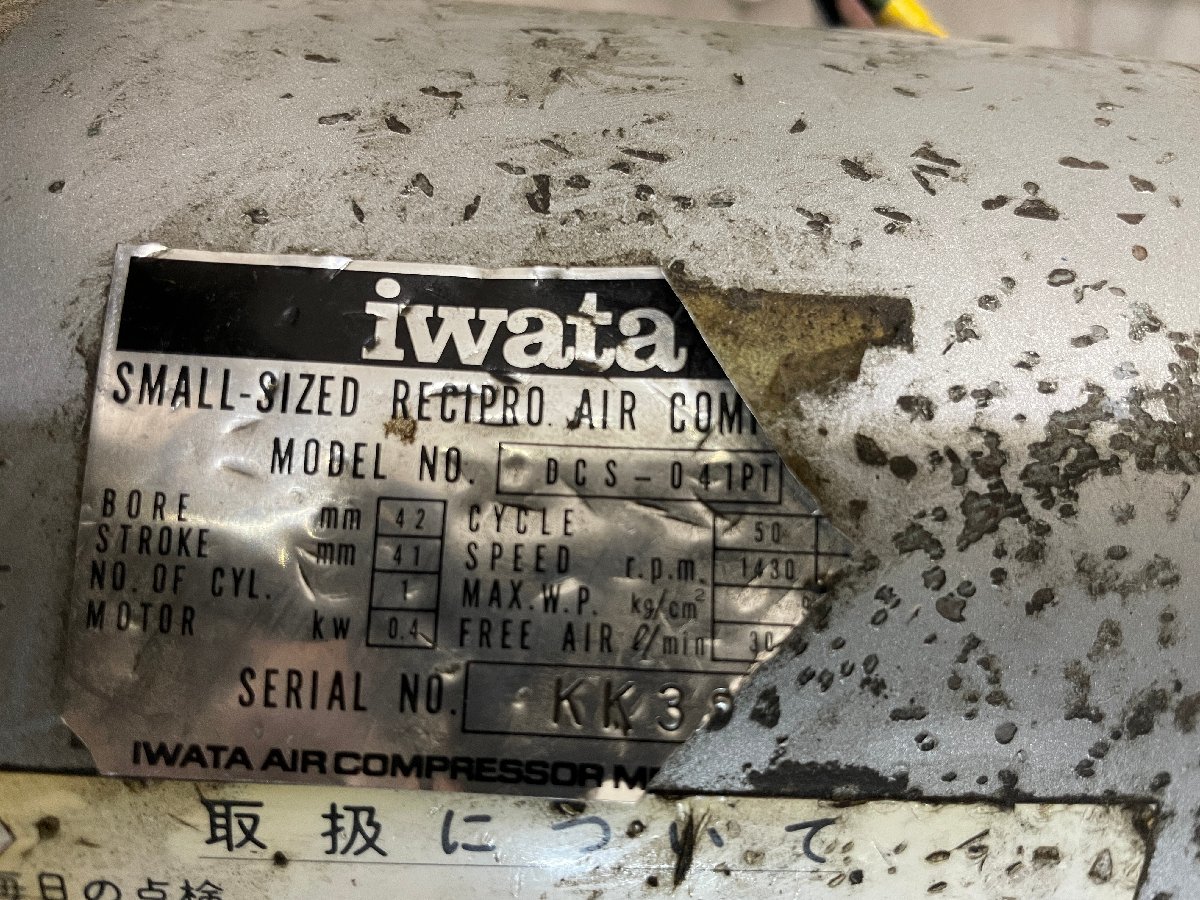 iwata
SMALL-SIZED RECIPRO. AIR COM
MODEL NO. DCS-041PT
BORE mm 42 CYCLE 50
STROKE mm 41 SPEED r.p.m. 1430
NO. OF CYL. 1 MAX. W.P. kg/cm²
MOTOR kw 0.4 FREE AIR ℓ/min 30
SERIAL NO. KK3
IWATA AIR COMPRESSOR M
取扱について
毎日の点検